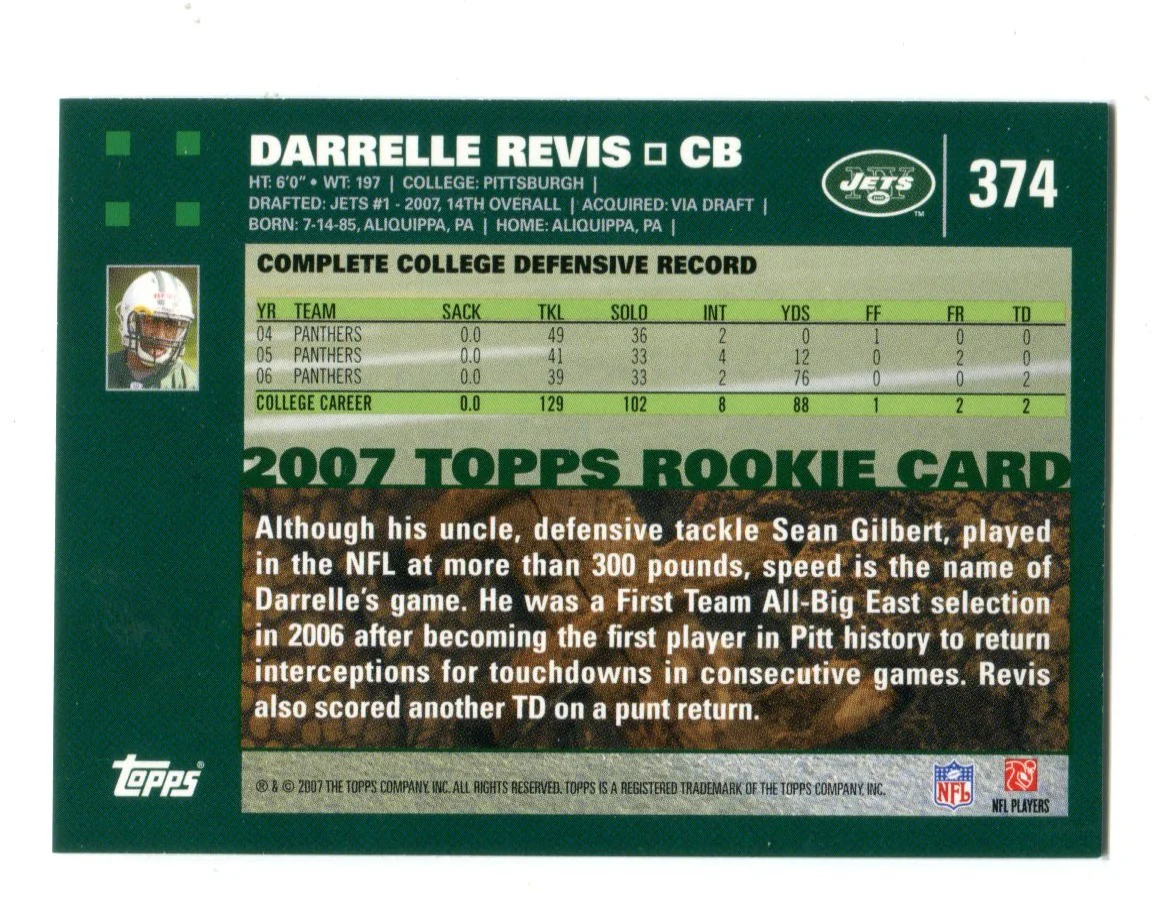 DARRELLE REVIS □ CB
HT: 6'0" • WT: 197 | COLLEGE: PITTSBURGH |
DRAFTED: JETS #1 - 2007, 14TH OVERALL | ACQUIRED: VIA DRAFT |
BORN: 7-14-85, ALIQUIPPA, PA | HOME: ALIQUIPPA, PA |
NY JETS ™
374
COMPLETE COLLEGE DEFENSIVE RECORD
YR TEAM SACK TKL SOLO INT YDS FF FR TD
04 PANTHERS 0.0 49 36 2 0 1 0 0
05 PANTHERS 0.0 41 33 4 12 0 2 0
06 PANTHERS 0.0 39 33 2 76 0 0 2
COLLEGE CAREER 0.0 129 102 8 88 1 2 2
2007 TOPPS ROOKIE CARD
Although his uncle, defensive tackle Sean Gilbert, played
in the NFL at more than 300 pounds, speed is the name of
Darrelle's game. He was a First Team All-Big East selection
in 2006 after becoming the first player in Pitt history to return
interceptions for touchdowns in consecutive games. Revis
also scored another TD on a punt return.
topps®
® & © 2007 THE TOPPS COMPANY, INC. ALL RIGHTS RESERVED. TOPPS IS A REGISTERED TRADEMARK OF THE TOPPS COMPANY, INC.
NFL
NFL PLAYERS